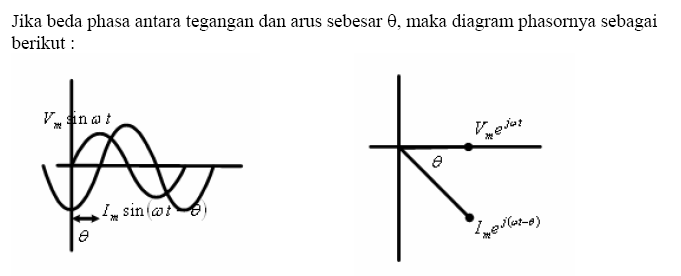 Jika beda phasa antara tegangan dan arus sebesar θ, maka diagram phasornya sebagai
berikut :
V_m sin ω t
I_m sin(ω t − θ)
θ
V_m e^{jωt}
θ
I_m e^{j(ωt−θ)}